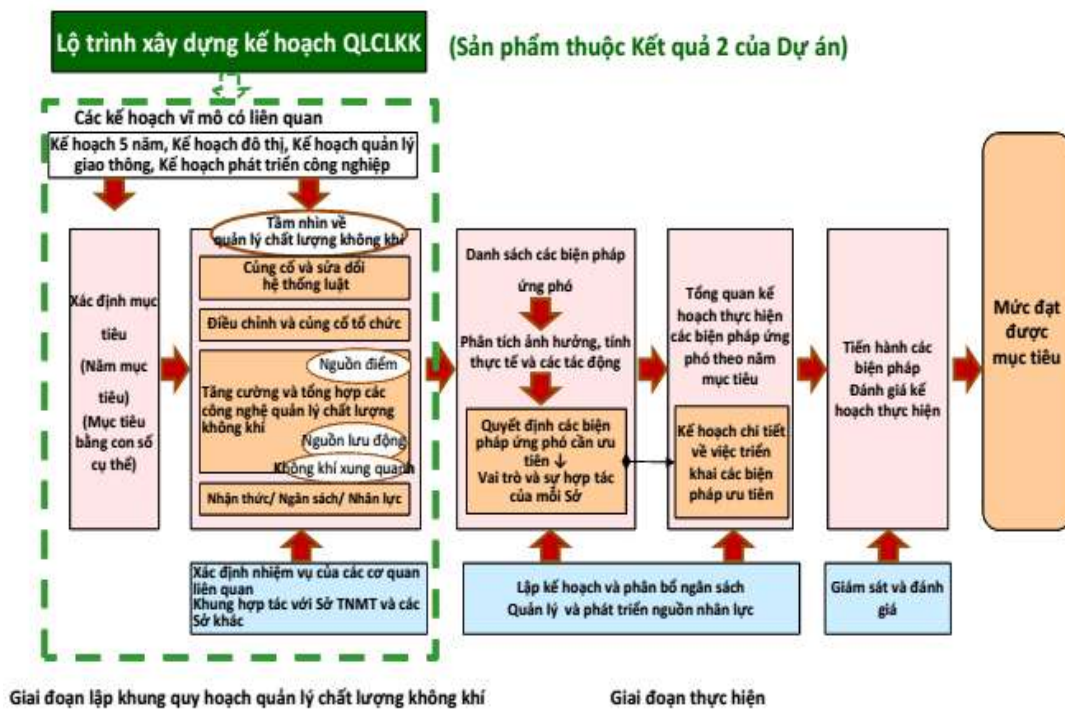 Lộ trình xây dựng kế hoạch QLCLKK
(Sản phẩm thuộc Kết quả 2 của Dự án)
Các kế hoạch vĩ mô có liên quan
Kế hoạch 5 năm, Kế hoạch đô thị, Kế hoạch quản lý
giao thông, Kế hoạch phát triển công nghiệp
Xác định mục
tiêu
(Năm mục
tiêu)
(Mục tiêu
bằng con số
cụ thể)
Tầm nhìn về
quản lý chất lượng không khí
Củng cố và sửa dổi
hệ thống luật
Điều chỉnh và củng cố tổ chức
Nguồn điểm
Tăng cường và tổng hợp các
công nghệ quản lý chất lượng
không khí
Nguồn lưu động
Không khí xung quanh
Nhận thức/ Ngân sách/ Nhân lực
Xác định nhiệm vụ của các cơ quan
liên quan
Khung hợp tác với Sở TNMT và các
Sở khác
Danh sách các biện pháp
ứng phó
Phân tích ảnh hưởng, tính
thực tế và các tác động
Quyết định các biện
pháp ứng phó cần ưu
tiên ↓
Vai trò và sự hợp tác
của mỗi Sở
Tổng quan kế
hoạch thực hiện
các biện pháp ứng
phó theo năm
mục tiêu
Kế hoạch chi tiết
về việc triển
khai các biện
pháp ưu tiên
Lập kế hoạch và phân bổ ngân sách
Quản lý và phát triển nguồn nhân lực
Tiến hành các
biện pháp
Đánh giá kế
hoạch thực hiện
Giám sát và đánh
giá
Mức đạt
được
mục tiêu
Giai đoạn lập khung quy hoạch quản lý chất lượng không khí
Giai đoạn thực hiện